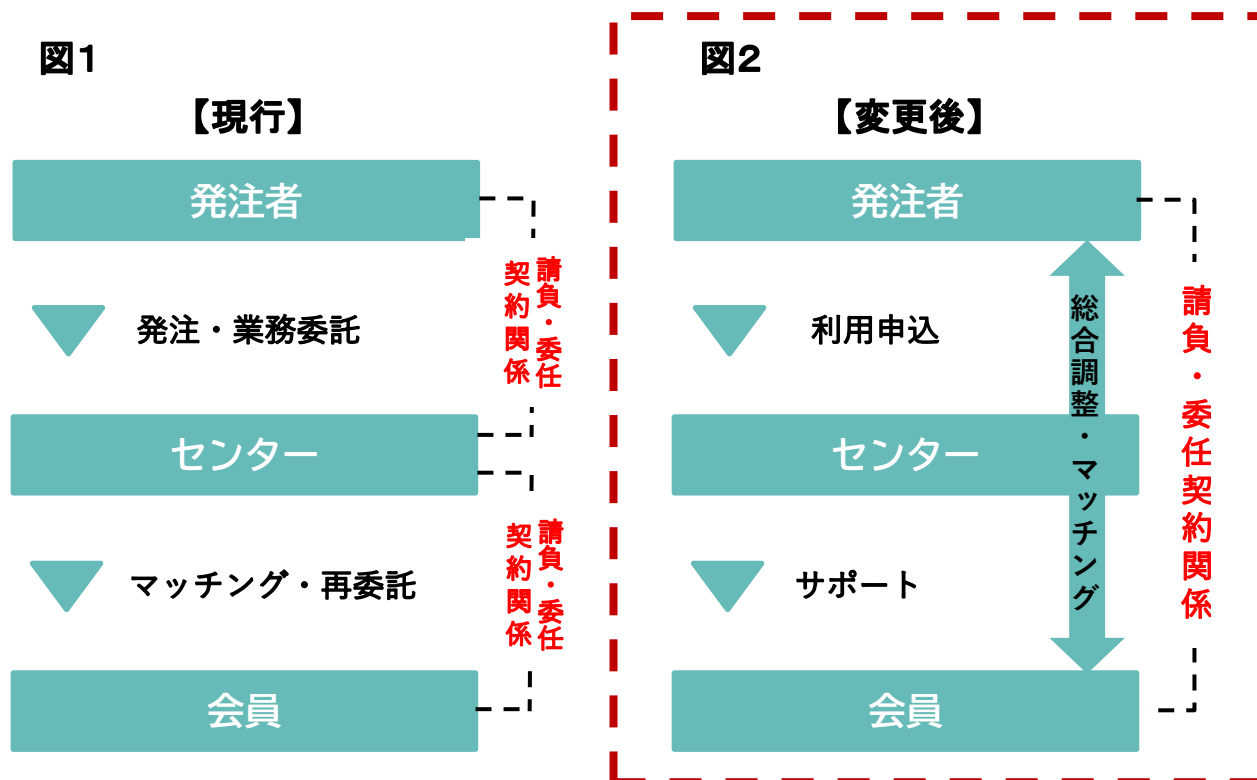 図1
【現行】
発注者
発注・業務委託
請負・委任
契約関係
センター
マッチング・再委託
請負・委任
契約関係
会員
図2
【変更後】
発注者
利用申込
総合調整・マッチング
請負・委任契約関係
センター
サポート
会員